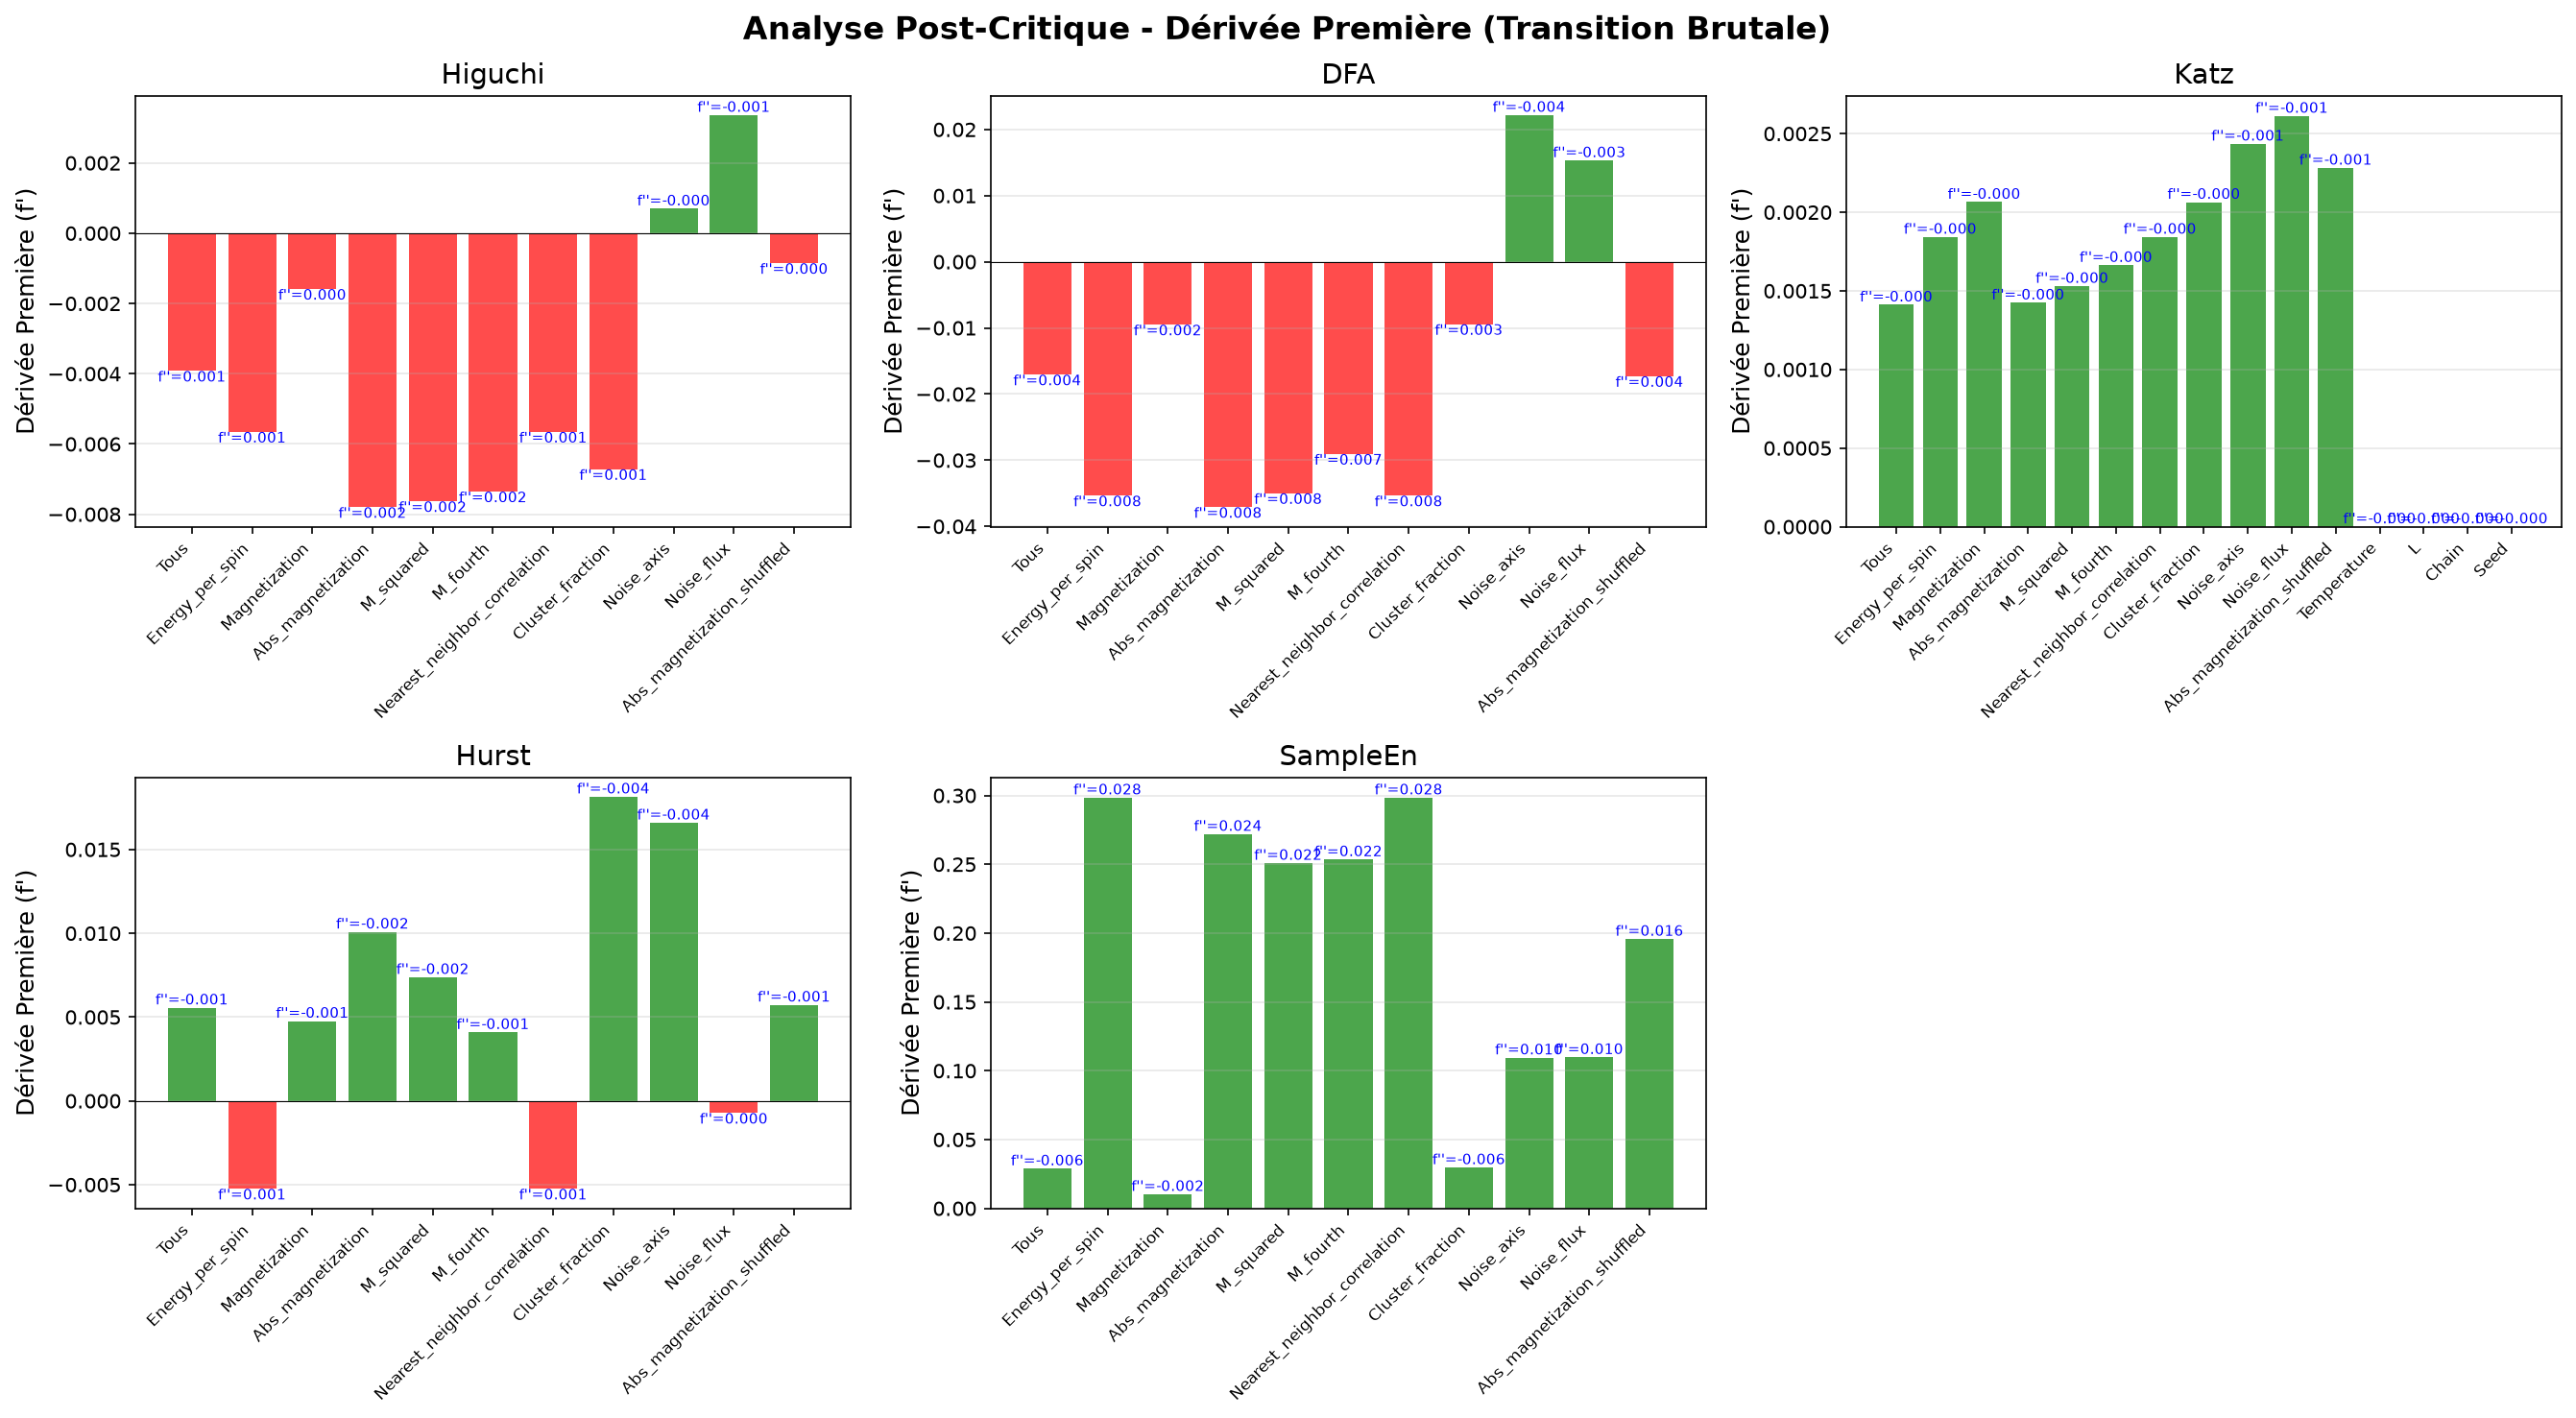 Analyse Post-Critique - Dérivée Première (Transition Brutale)
Higuchi
Dérivée Première (f')
0.002
0.000
−0.002
−0.004
−0.006
−0.008
f''=0.001
f''=0.001
f''=0.000
f''=0.002
f''=0.002
f''=0.002
f''=0.001
f''=0.001
f''=-0.000
f''=-0.001
f''=0.000
Tous
Energy_per_spin
Magnetization
Abs_magnetization
M_squared
M_fourth
Nearest_neighbor_correlation
Cluster_fraction
Noise_axis
Noise_flux
Abs_magnetization_shuffled
DFA
Dérivée Première (f')
0.02
0.01
0.00
−0.01
−0.02
−0.03
−0.04
f''=0.004
f''=0.008
f''=0.002
f''=0.008
f''=0.008
f''=0.007
f''=0.008
f''=0.003
f''=-0.004
f''=-0.003
f''=0.004
Tous
Energy_per_spin
Magnetization
Abs_magnetization
M_squared
M_fourth
Nearest_neighbor_correlation
Cluster_fraction
Noise_axis
Noise_flux
Abs_magnetization_shuffled
Katz
Dérivée Première (f')
0.0025
0.0020
0.0015
0.0010
0.0005
0.0000
f''=-0.000
f''=-0.000
f''=-0.000
f''=-0.000
f''=-0.000
f''=-0.000
f''=-0.000
f''=-0.000
f''=-0.001
f''=-0.001
f''=-0.001
Tous
Energy_per_spin
Magnetization
Abs_magnetization
M_squared
M_fourth
Nearest_neighbor_correlation
Cluster_fraction
Noise_axis
Noise_flux
Abs_magnetization_shuffled
Temperature
L
Chain
Seed
Hurst
Dérivée Première (f')
0.015
0.010
0.005
0.000
−0.005
f''=-0.001
f''=0.001
f''=-0.001
f''=-0.002
f''=-0.002
f''=-0.001
f''=0.001
f''=-0.004
f''=-0.004
f''=0.000
f''=-0.001
Tous
Energy_per_spin
Magnetization
Abs_magnetization
M_squared
M_fourth
Nearest_neighbor_correlation
Cluster_fraction
Noise_axis
Noise_flux
Abs_magnetization_shuffled
SampleEn
Dérivée Première (f')
0.30
0.25
0.20
0.15
0.10
0.05
0.00
f''=-0.006
f''=0.028
f''=-0.002
f''=0.024
f''=0.022
f''=0.022
f''=0.028
f''=-0.006
f''=0.010
f''=0.010
f''=0.016
Tous
Energy_per_spin
Magnetization
Abs_magnetization
M_squared
M_fourth
Nearest_neighbor_correlation
Cluster_fraction
Noise_axis
Noise_flux
Abs_magnetization_shuffled